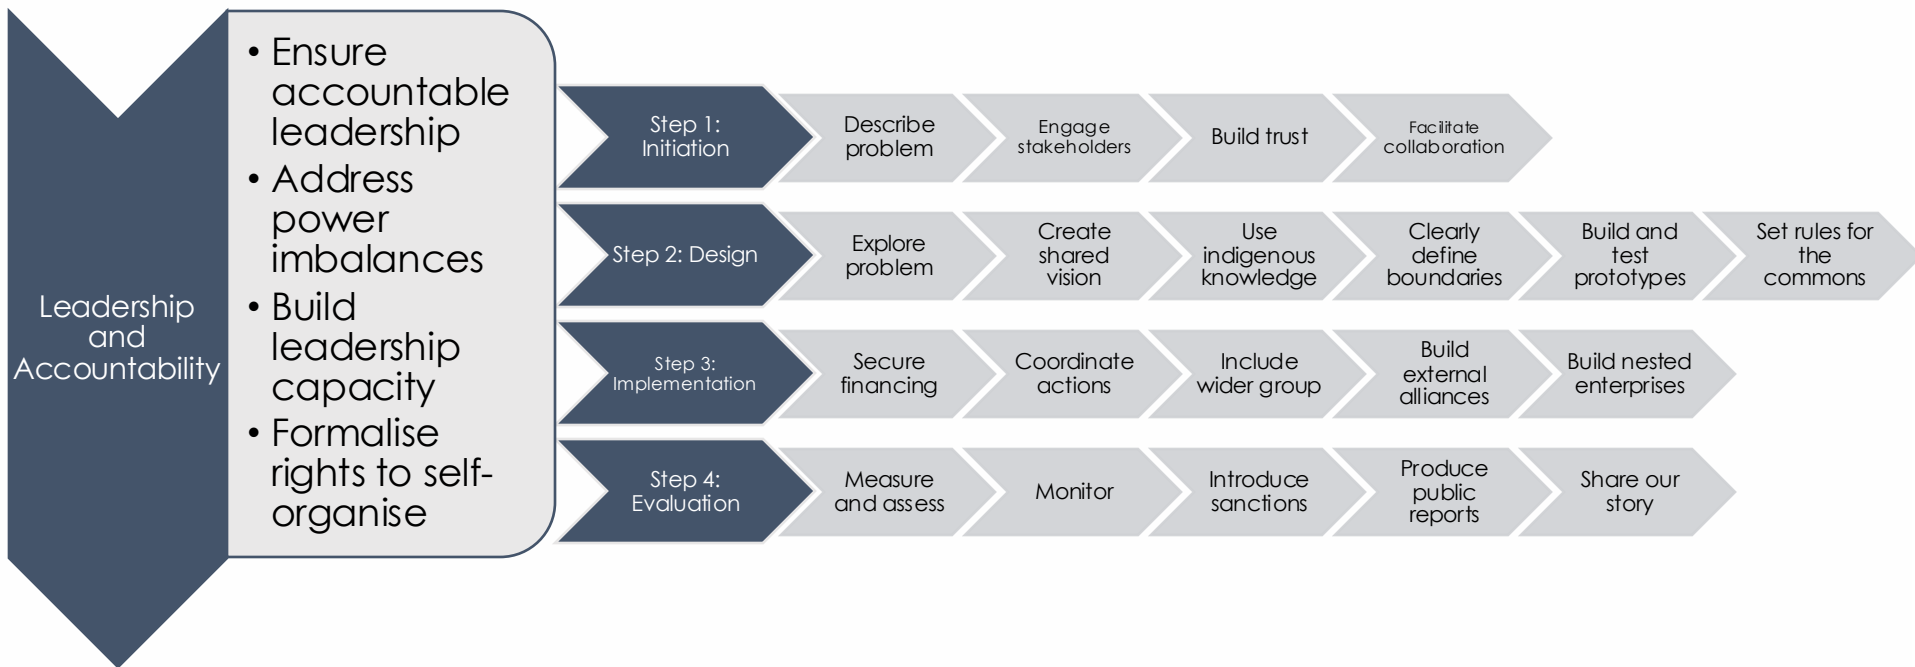 Leadership
and
Accountability
• Ensure
accountable
leadership
• Address
power
imbalances
• Build
leadership
capacity
• Formalise
rights to self-
organise
Step 1:
Initiation
Describe
problem
Engage
stakeholders
Build trust
Facilitate
collaboration
Step 2: Design
Explore
problem
Create
shared
vision
Use
indigenous
knowledge
Clearly
define
boundaries
Build and
test
prototypes
Set rules for
the
commons
Step 3:
Implementation
Secure
financing
Coordinate
actions
Include
wider group
Build
external
alliances
Build nested
enterprises
Step 4:
Evaluation
Measure
and assess
Monitor
Introduce
sanctions
Produce
public
reports
Share our
story